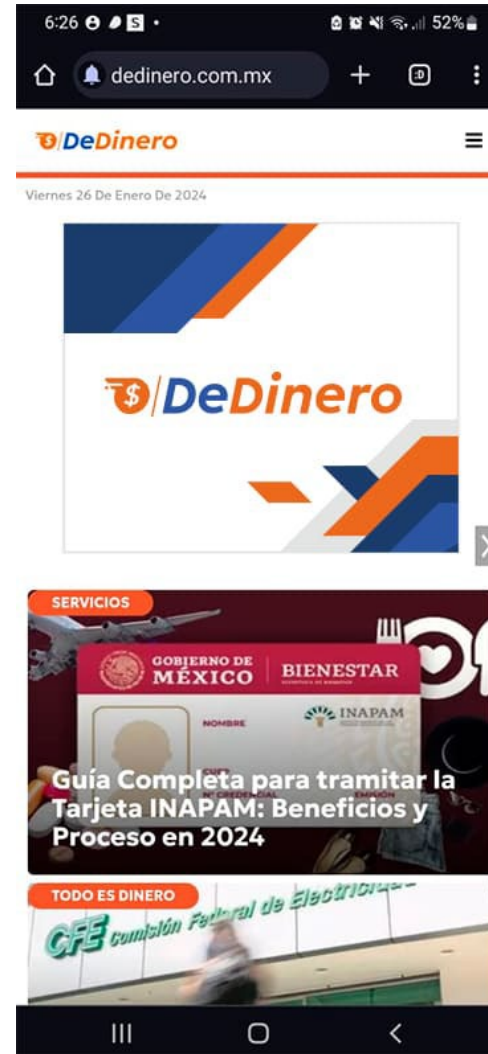 6:26 S 52%
dedinero.com.mx :D
DeDinero
Viernes 26 De Enero De 2024
DeDinero
SERVICIOS
GOBIERNO DE
MÉXICO
BIENESTAR
INAPAM
NOMBRE
Guía Completa para tramitar la
Tarjeta INAPAM: Beneficios y
Proceso en 2024
TODO ES DINERO
CFE Comisión Federal de Electricidad